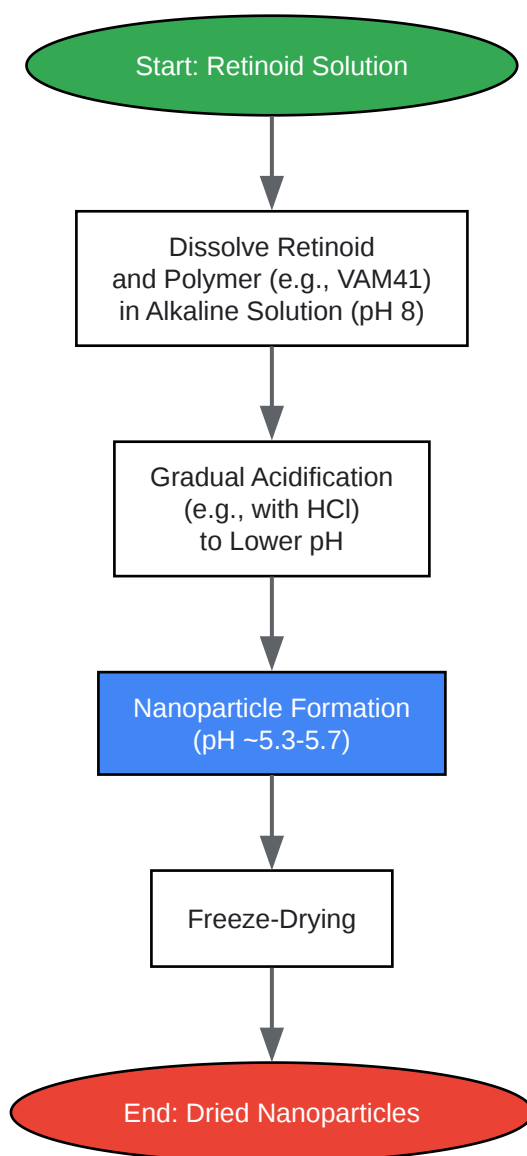 Start: Retinoid Solution
Dissolve Retinoid
and Polymer (e.g., VAM41)
in Alkaline Solution (pH 8)
Gradual Acidification
(e.g., with HCl)
to Lower pH
Nanoparticle Formation
(pH ~5.3-5.7)
Freeze-Drying
End: Dried Nanoparticles